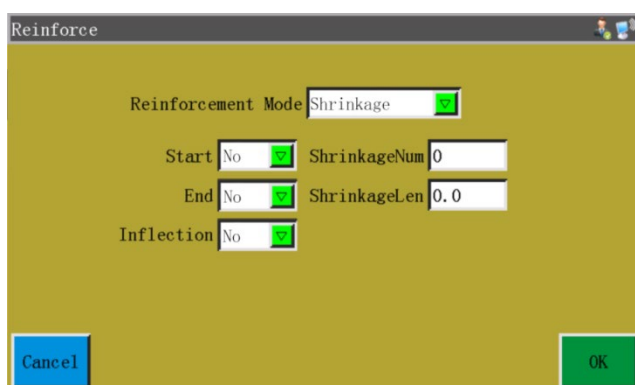 Reinforce
Reinforcement Mode Shrinkage
Start No ShrinkageNum 0
End No ShrinkageLen 0.0
Inflection No
Cancel OK